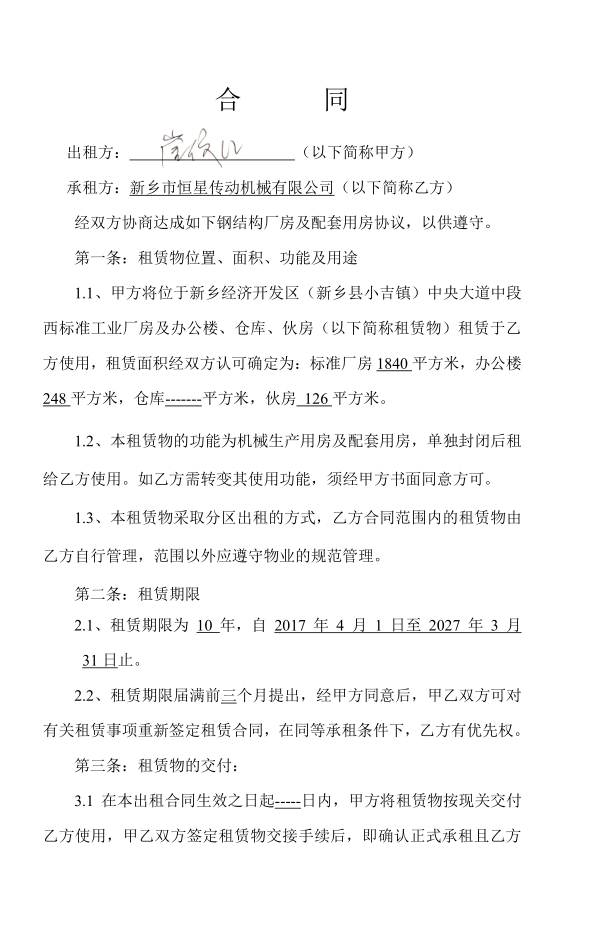 合 同
出租方： （以下简称甲方）
承租方：新乡市恒星传动机械有限公司（以下简称乙方）
经双方协商达成如下钢结构厂房及配套用房协议，以供遵守。
第一条：租赁物位置、面积、功能及用途
1.1、甲方将位于新乡经济开发区（新乡县小吉镇）中央大道中段
西标准工业厂房及办公楼、仓库、伙房（以下简称租赁物）租赁于乙
方使用，租赁面积经双方认可确定为：标准厂房 1840 平方米，办公楼
248 平方米，仓库-------平方米，伙房 126 平方米。
1.2、本租赁物的功能为机械生产用房及配套用房，单独封闭后租
给乙方使用。如乙方需转变其使用功能，须经甲方书面同意方可。
1.3、本租赁物采取分区出租的方式，乙方合同范围内的租赁物由
乙方自行管理，范围以外应遵守物业的规范管理。
第二条：租赁期限
2.1、租赁期限为 10 年，自 2017 年 4 月 1 日至 2027 年 3 月
31 日止。
2.2、租赁期限届满前三个月提出，经甲方同意后，甲乙双方可对
有关租赁事项重新签定租赁合同，在同等承租条件下，乙方有优先权。
第三条：租赁物的交付：
3.1 在本出租合同生效之日起-----日内，甲方将租赁物按现关交付
乙方使用，甲乙双方签定租赁物交接手续后，即确认正式承租且乙方